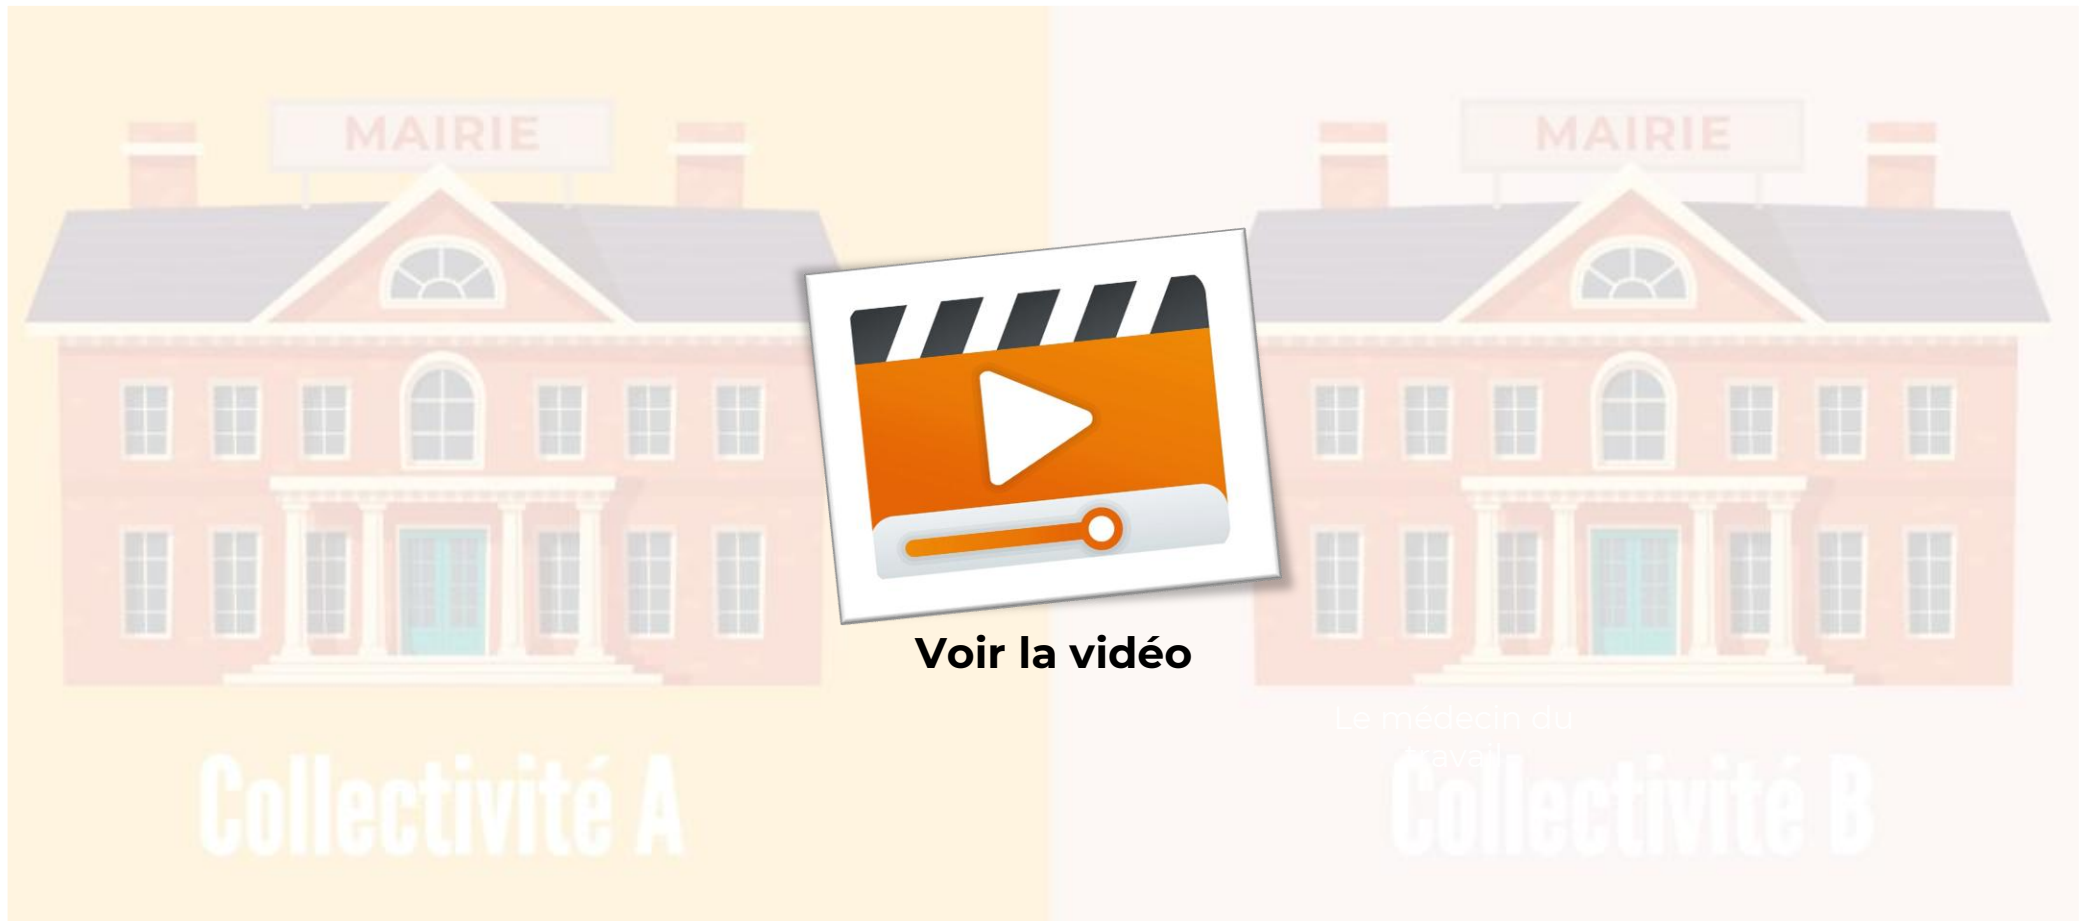 MAIRIE
MAIRIE
Voir la vidéo
Le médecin du
travail
Collectivité A
Collectivité B